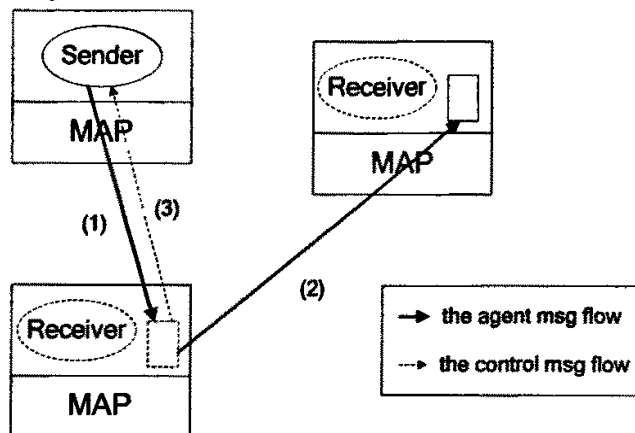 Sender
MAP
Receiver
MAP
(1)
(3)
(2)
Receiver
MAP
the agent msg flow
the control msg flow